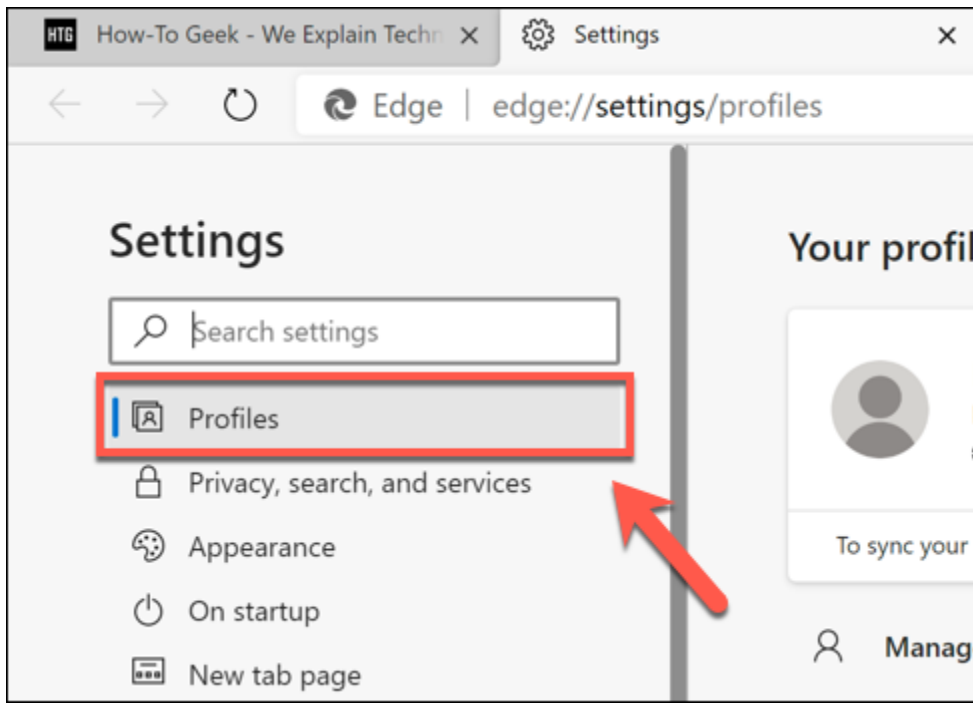 HTG How-To Geek - We Explain Techn Settings
Edge | edge://settings/profiles
Settings
Search settings
Profiles
Privacy, search, and services
Appearance
On startup
New tab page
Your profil
To sync your
Manag